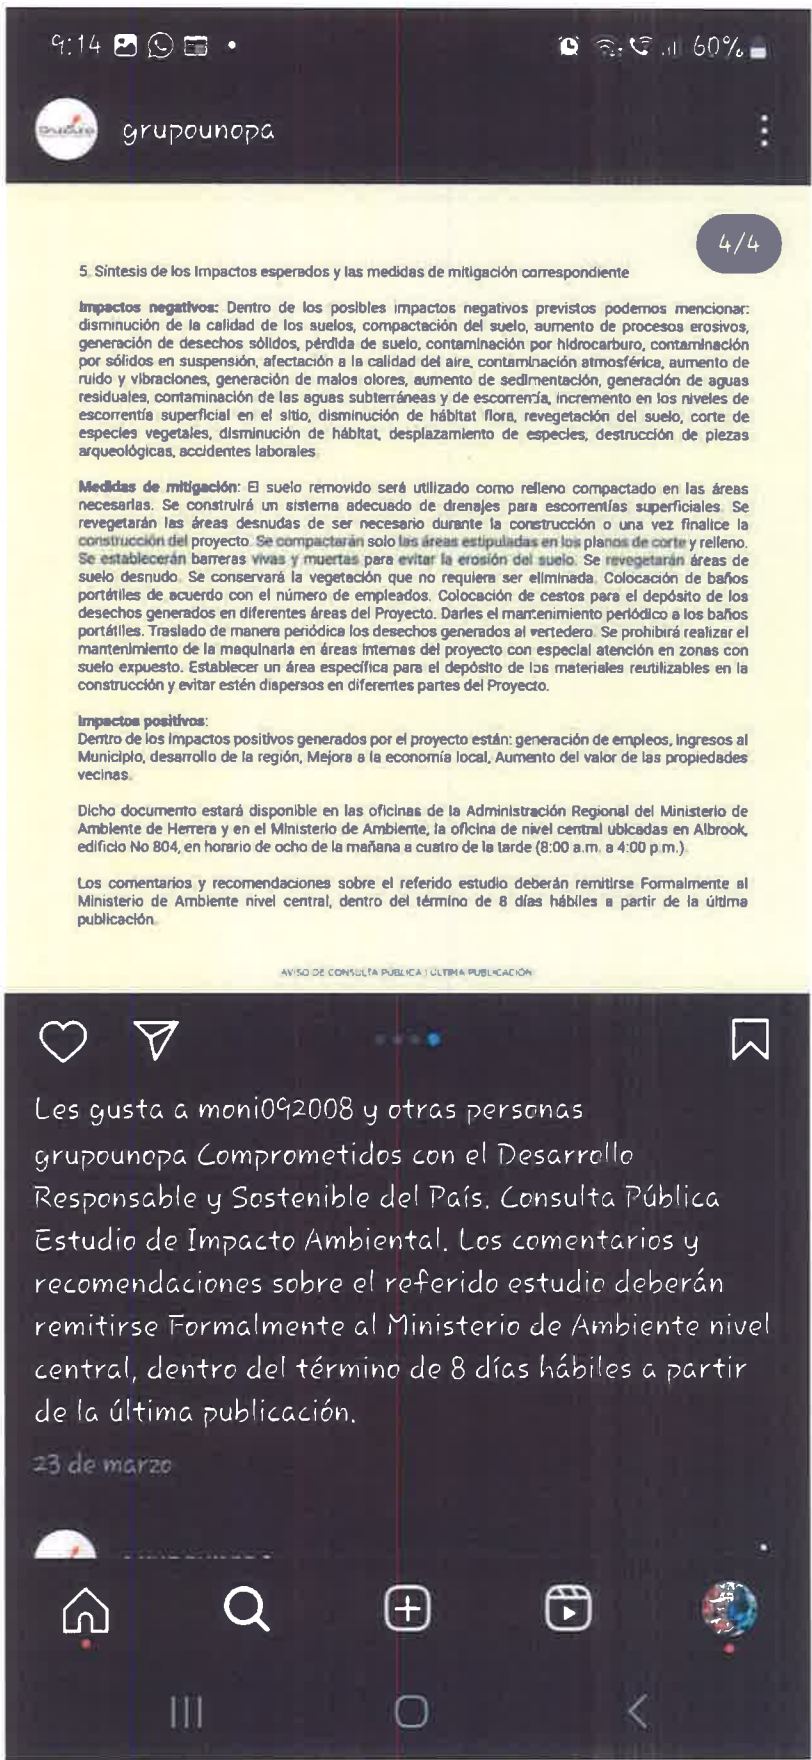 9:14
60%
grupounopa
4/4
5. Síntesis de los Impactos esperados y las medidas de mitigación correspondiente
Impactos negativos: Dentro de los posibles impactos negativos previstos podemos mencionar:
disminución de la calidad de los suelos, compactación del suelo, aumento de procesos erosivos,
generación de desechos sólidos, pérdida de suelo, contaminación por hidrocarburo, contaminación
por sólidos en suspensión, afectación a la calidad del aire, contaminación atmosférica, aumento de
ruido y vibraciones, generación de malos olores, aumento de sedimentación, generación de aguas
residuales, contaminación de las aguas subterráneas y de escorrentía, incremento en los niveles de
escorrentía superficial en el sitio, disminución de hábitat flora, revegetación del suelo, corte de
especies vegetales, disminución de hábitat, desplazamiento de especies, destrucción de piezas
arqueológicas, accidentes laborales
Medidas de mitigación: El suelo removido será utilizado como relleno compactado en las áreas
necesarias. Se construirá un sistema adecuado de drenajes para escorrentías superficiales. Se
revegetarán las áreas desnudas de ser necesario durante la construcción o una vez finalice la
construcción del proyecto. Se compactarán solo las áreas estipuladas en los planos de corte y relleno.
Se establecerán barreras vivas y muertas para evitar la erosión del suelo. Se revegetarán áreas de
suelo desnudo. Se conservará la vegetación que no requiera ser eliminada. Colocación de baños
portátiles de acuerdo con el número de empleados. Colocación de cestos para el depósito de los
desechos generados en diferentes áreas del Proyecto. Darles el mantenimiento periódico a los baños
portátiles. Traslado de manera periódica los desechos generados al vertedero. Se prohibirá realizar el
mantenimiento de la maquinaria en áreas internas del proyecto con especial atención en zonas con
suelo expuesto. Establecer un área específica para el depósito de los materiales reutilizables en la
construcción y evitar estén dispersos en diferentes partes del Proyecto.
Impactos positivos:
Dentro de los impactos positivos generados por el proyecto están: generación de empleos, ingresos al
Municipio, desarrollo de la región, Mejora a la economía local, Aumento del valor de las propiedades
vecinas.
Dicho documento estará disponible en las oficinas de la Administración Regional del Ministerio de
Ambiente de Herrera y en el Ministerio de Ambiente, la oficina de nivel central ubicadas en Albrook,
edificio No 804, en horario de ocho de la mañana a cuatro de la tarde (8:00 a.m. a 4:00 p.m.)
Los comentarios y recomendaciones sobre el referido estudio deberán remitirse Formalmente al
Ministerio de Ambiente nivel central, dentro del término de 8 días hábiles a partir de la última
publicación.
AVISO DE CONSULTA PÚBLICA | ÚLTIMA PUBLICACIÓN
Les gusta a moni092008 y otras personas
grupounopa Comprometidos con el Desarrollo
Responsable y Sostenible del País. Consulta Pública
Estudio de Impacto Ambiental. Los comentarios y
recomendaciones sobre el referido estudio deberán
remitirse Formalmente al Ministerio de Ambiente nivel
central, dentro del término de 8 días hábiles a partir
de la última publicación.
23 de marzo